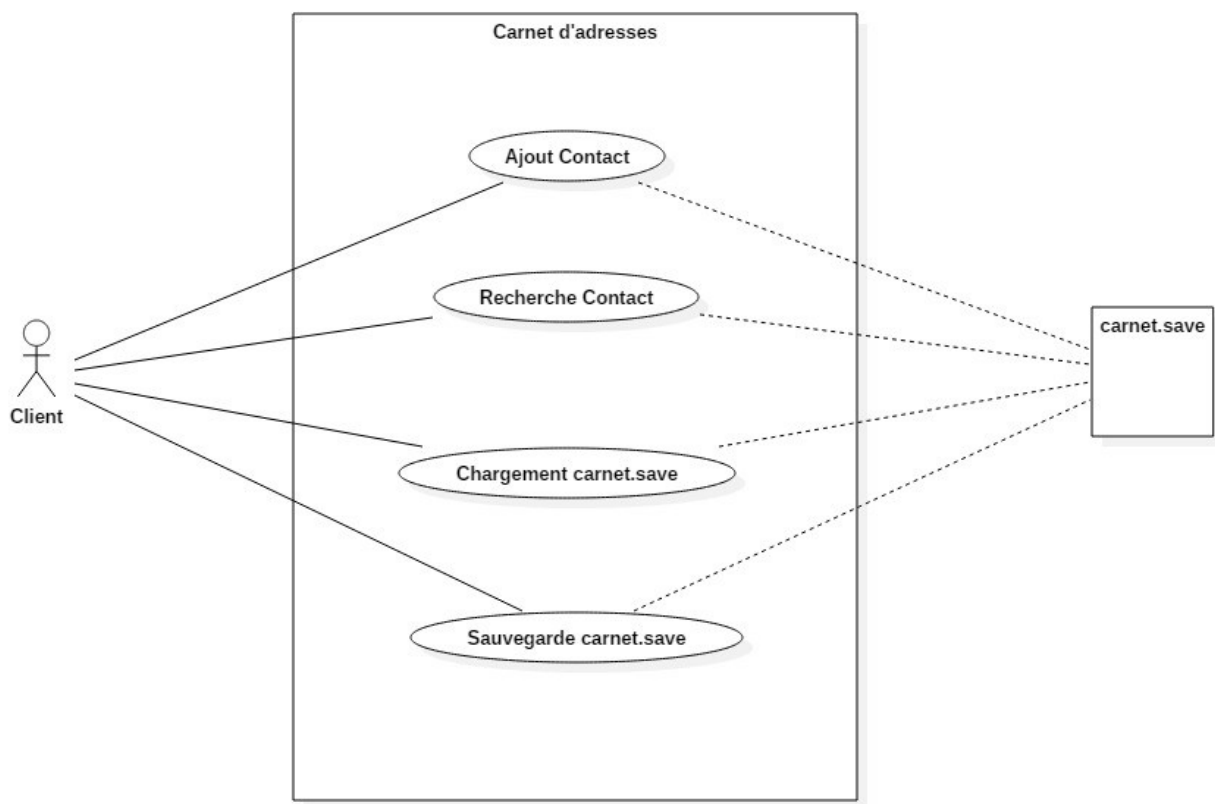 Carnet d'adresses
Ajout Contact
Recherche Contact
carnet.save
Client
Chargement carnet.save
Sauvegarde carnet.save